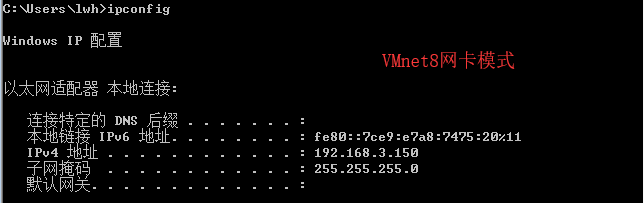 C:\Users\lwh>ipconfig
Windows IP 配置
VMnet8网卡模式
以太网适配器 本地连接:
连接特定的 DNS 后缀 . . . . . . . :
本地链接 IPv6 地址. . . . . . . . : fe80::7ce9:e7a8:7475:20%11
IPv4 地址 . . . . . . . . . . . . : 192.168.3.150
子网掩码 . . . . . . . . . . . . : 255.255.255.0
默认网关. . . . . . . . . . . . . :